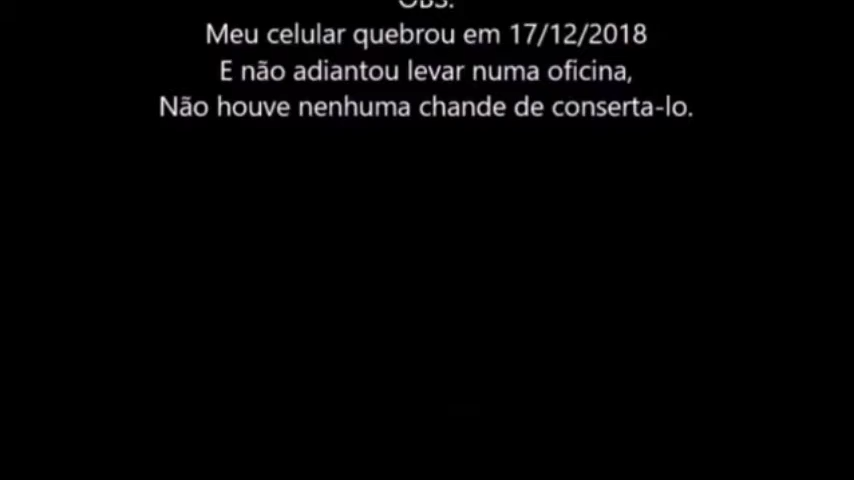 OBS:
Meu celular quebrou em 17/12/2018
E não adiantou levar numa oficina,
Não houve nenhuma chande de conserta-lo.